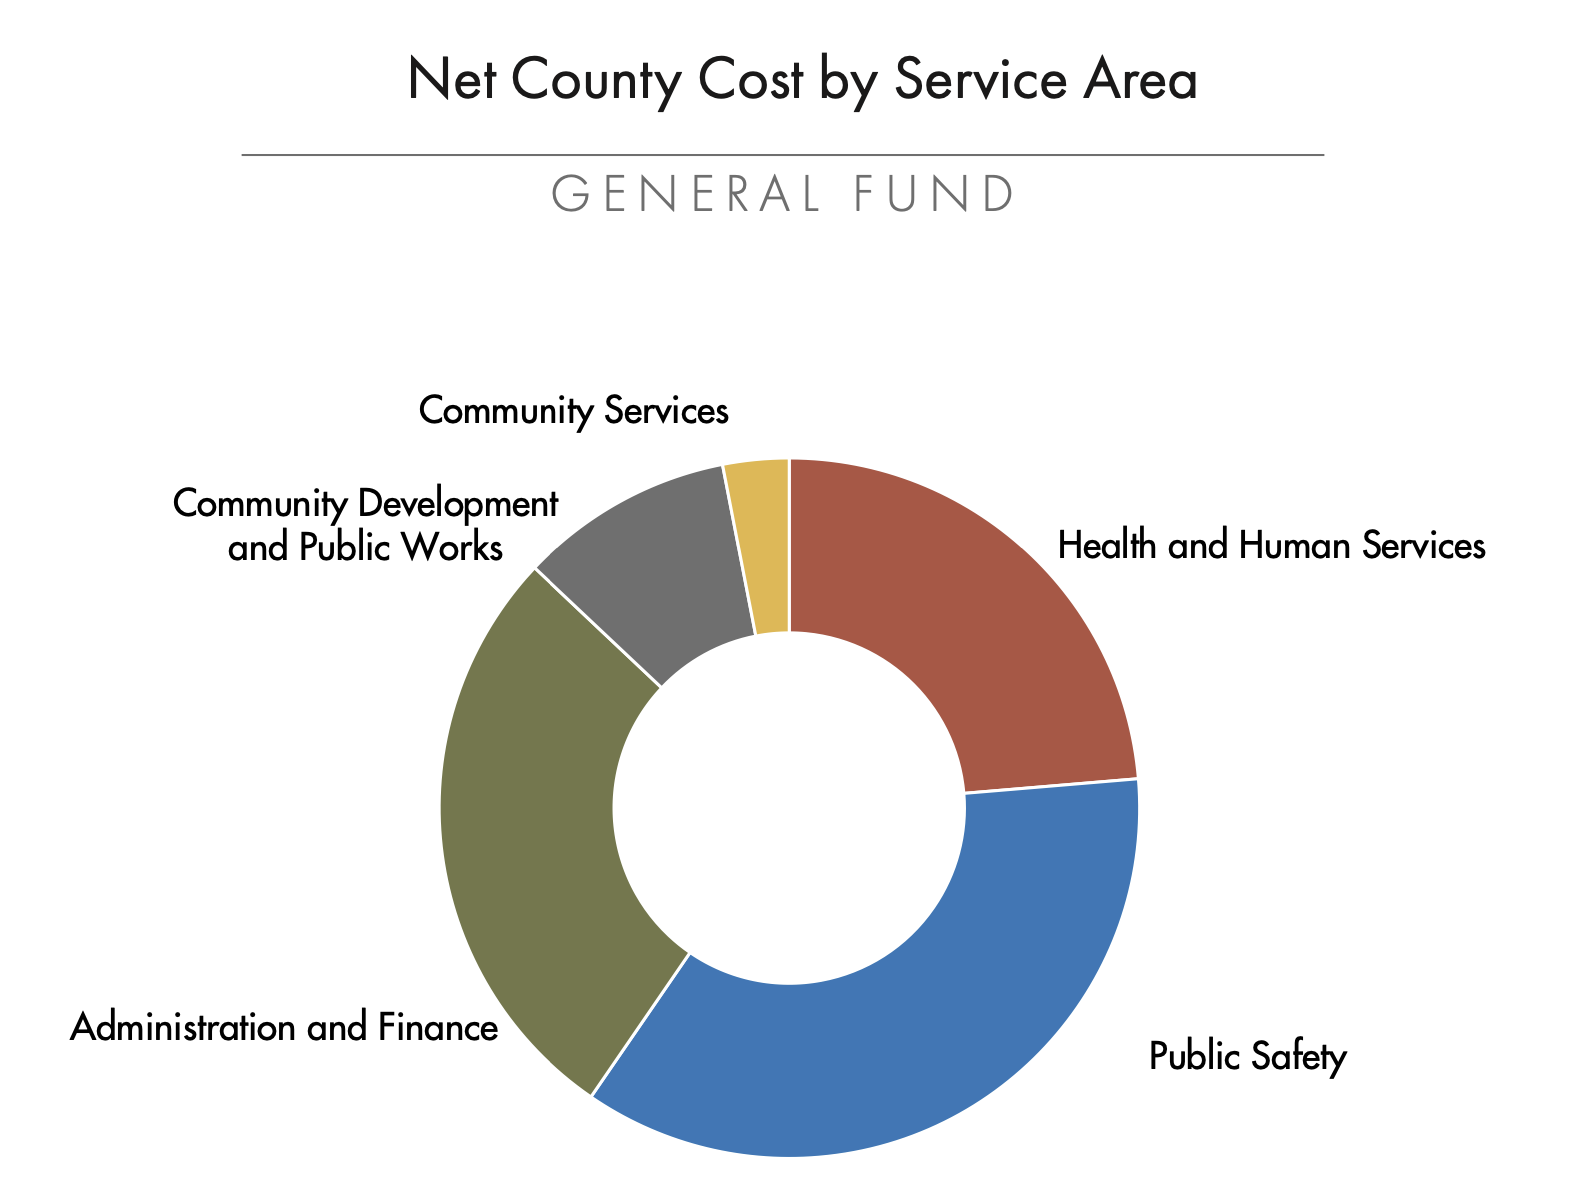 Net County Cost by Service Area
GENERAL FUND
Community Services
Community Development
and Public Works
Health and Human Services
Administration and Finance
Public Safety